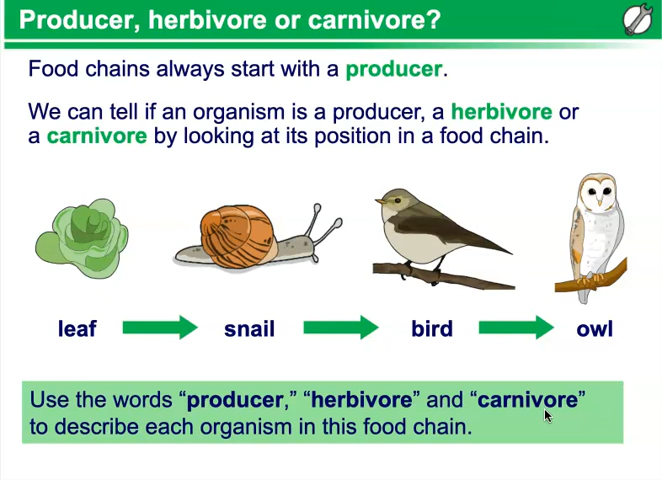 Producer, herbivore or carnivore?
Food chains always start with a producer.
We can tell if an organism is a producer, a herbivore or
a carnivore by looking at its position in a food chain.
leaf snail bird owl
Use the words “producer,” “herbivore” and “carnivore”
to describe each organism in this food chain.